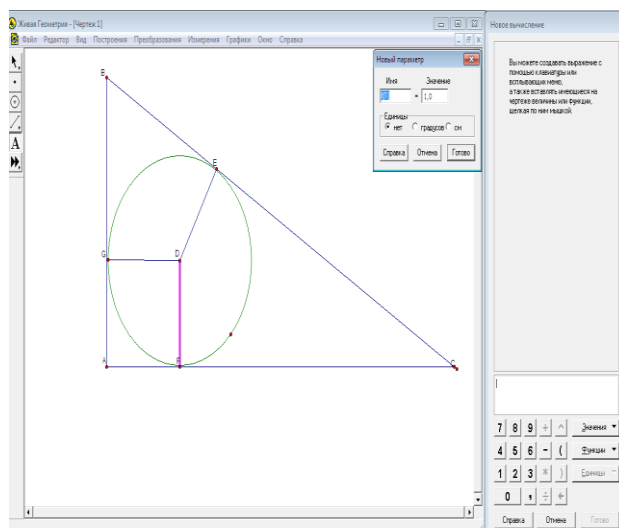 Живая Геометрия - [Чертеж 1]
Файл Редактор Вид Построения Преобразования Измерения Графики Окно Справка
Новый параметр
Имя Значение
= 1,0
Единицы
нет градусов см
Справка Отмена Готово
B
E
G D
A F C
A
Новое вычисление
Вы можете создавать выражение с
помощью клавиатуры или
всплывающих меню,
а также вставлять имеющиеся на
чертеже величины или функции,
щелкая по ним мышкой.
7 8 9 + ^ Значения
4 5 6 - ( Функции
1 2 3 * ) Единицы
0 , ÷ ←
Справка Отмена Готово